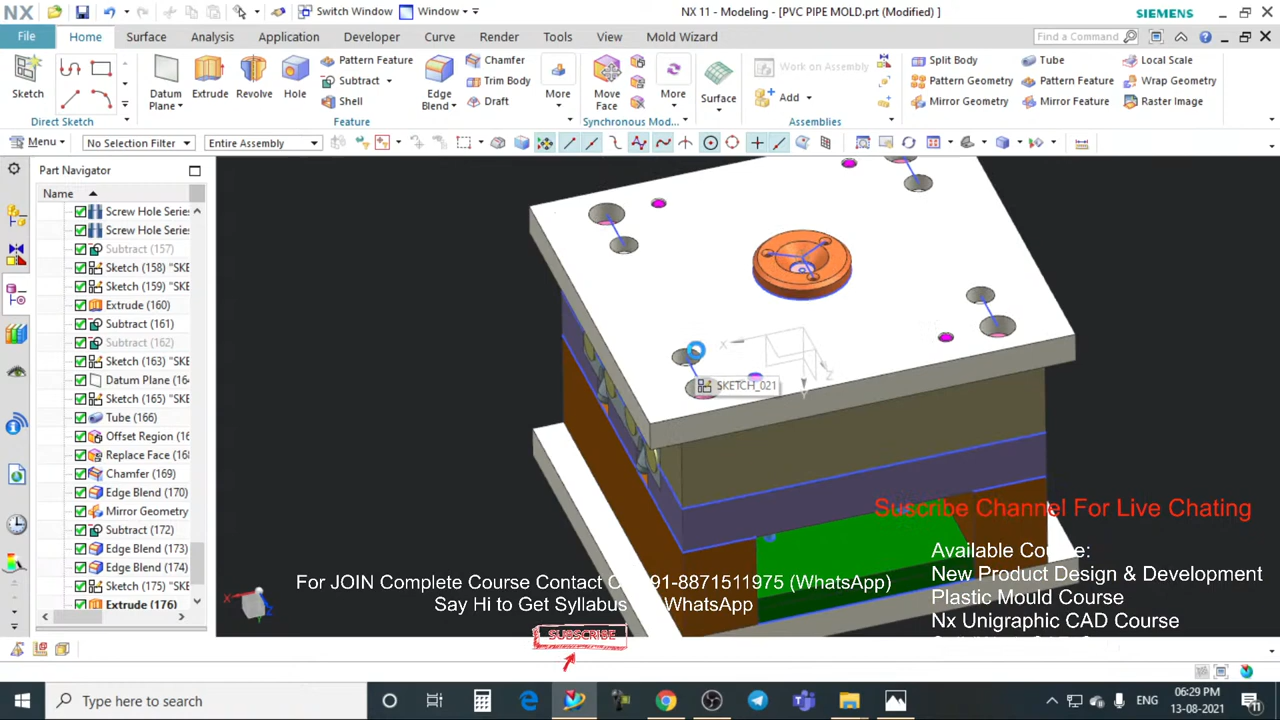 NX
Switch Window
Window
NX 11 - Modeling - [PVC PIPE MOLD.prt (Modified) ]
SIEMENS
File
Home
Surface
Analysis
Application
Developer
Curve
Render
Tools
View
Mold Wizard
Find a Command
Sketch
Datum Plane
Extrude
Revolve
Hole
Pattern Feature
Subtract
Shell
Edge Blend
Chamfer
Trim Body
Draft
More
Move Face
More
Surface
Work on Assembly
Add
Split Body
Pattern Geometry
Mirror Geometry
Tube
Pattern Feature
Mirror Feature
Local Scale
Wrap Geometry
Raster Image
Direct Sketch
Feature
Synchronous Mod...
Assemblies
Menu
No Selection Filter
Entire Assembly
Part Navigator
Name
Screw Hole Series
Screw Hole Series
Subtract (157)
Sketch (158) "SKE
Sketch (159) "SKE
Extrude (160)
Subtract (161)
Subtract (162)
Sketch (163) "SKE
Datum Plane (164
Sketch (165) "SKE
Tube (166)
Offset Region (16
Replace Face (168
Chamfer (169)
Edge Blend (170)
Mirror Geometry
Subtract (172)
Edge Blend (173)
Edge Blend (174)
Sketch (175) "SKE
Extrude (176)
X
Z
SKETCH_021
X
Z
Suscribe Channel For Live Chating
Available Course:
New Product Design & Development
Plastic Mould Course
Nx Unigraphic CAD Course
For JOIN Complete Course Contact 91-8871511975 (WhatsApp)
Say Hi to Get Syllabus WhatsApp
SUBSCRIBE
Type here to search
ENG
06:29 PM
13-08-2021
11